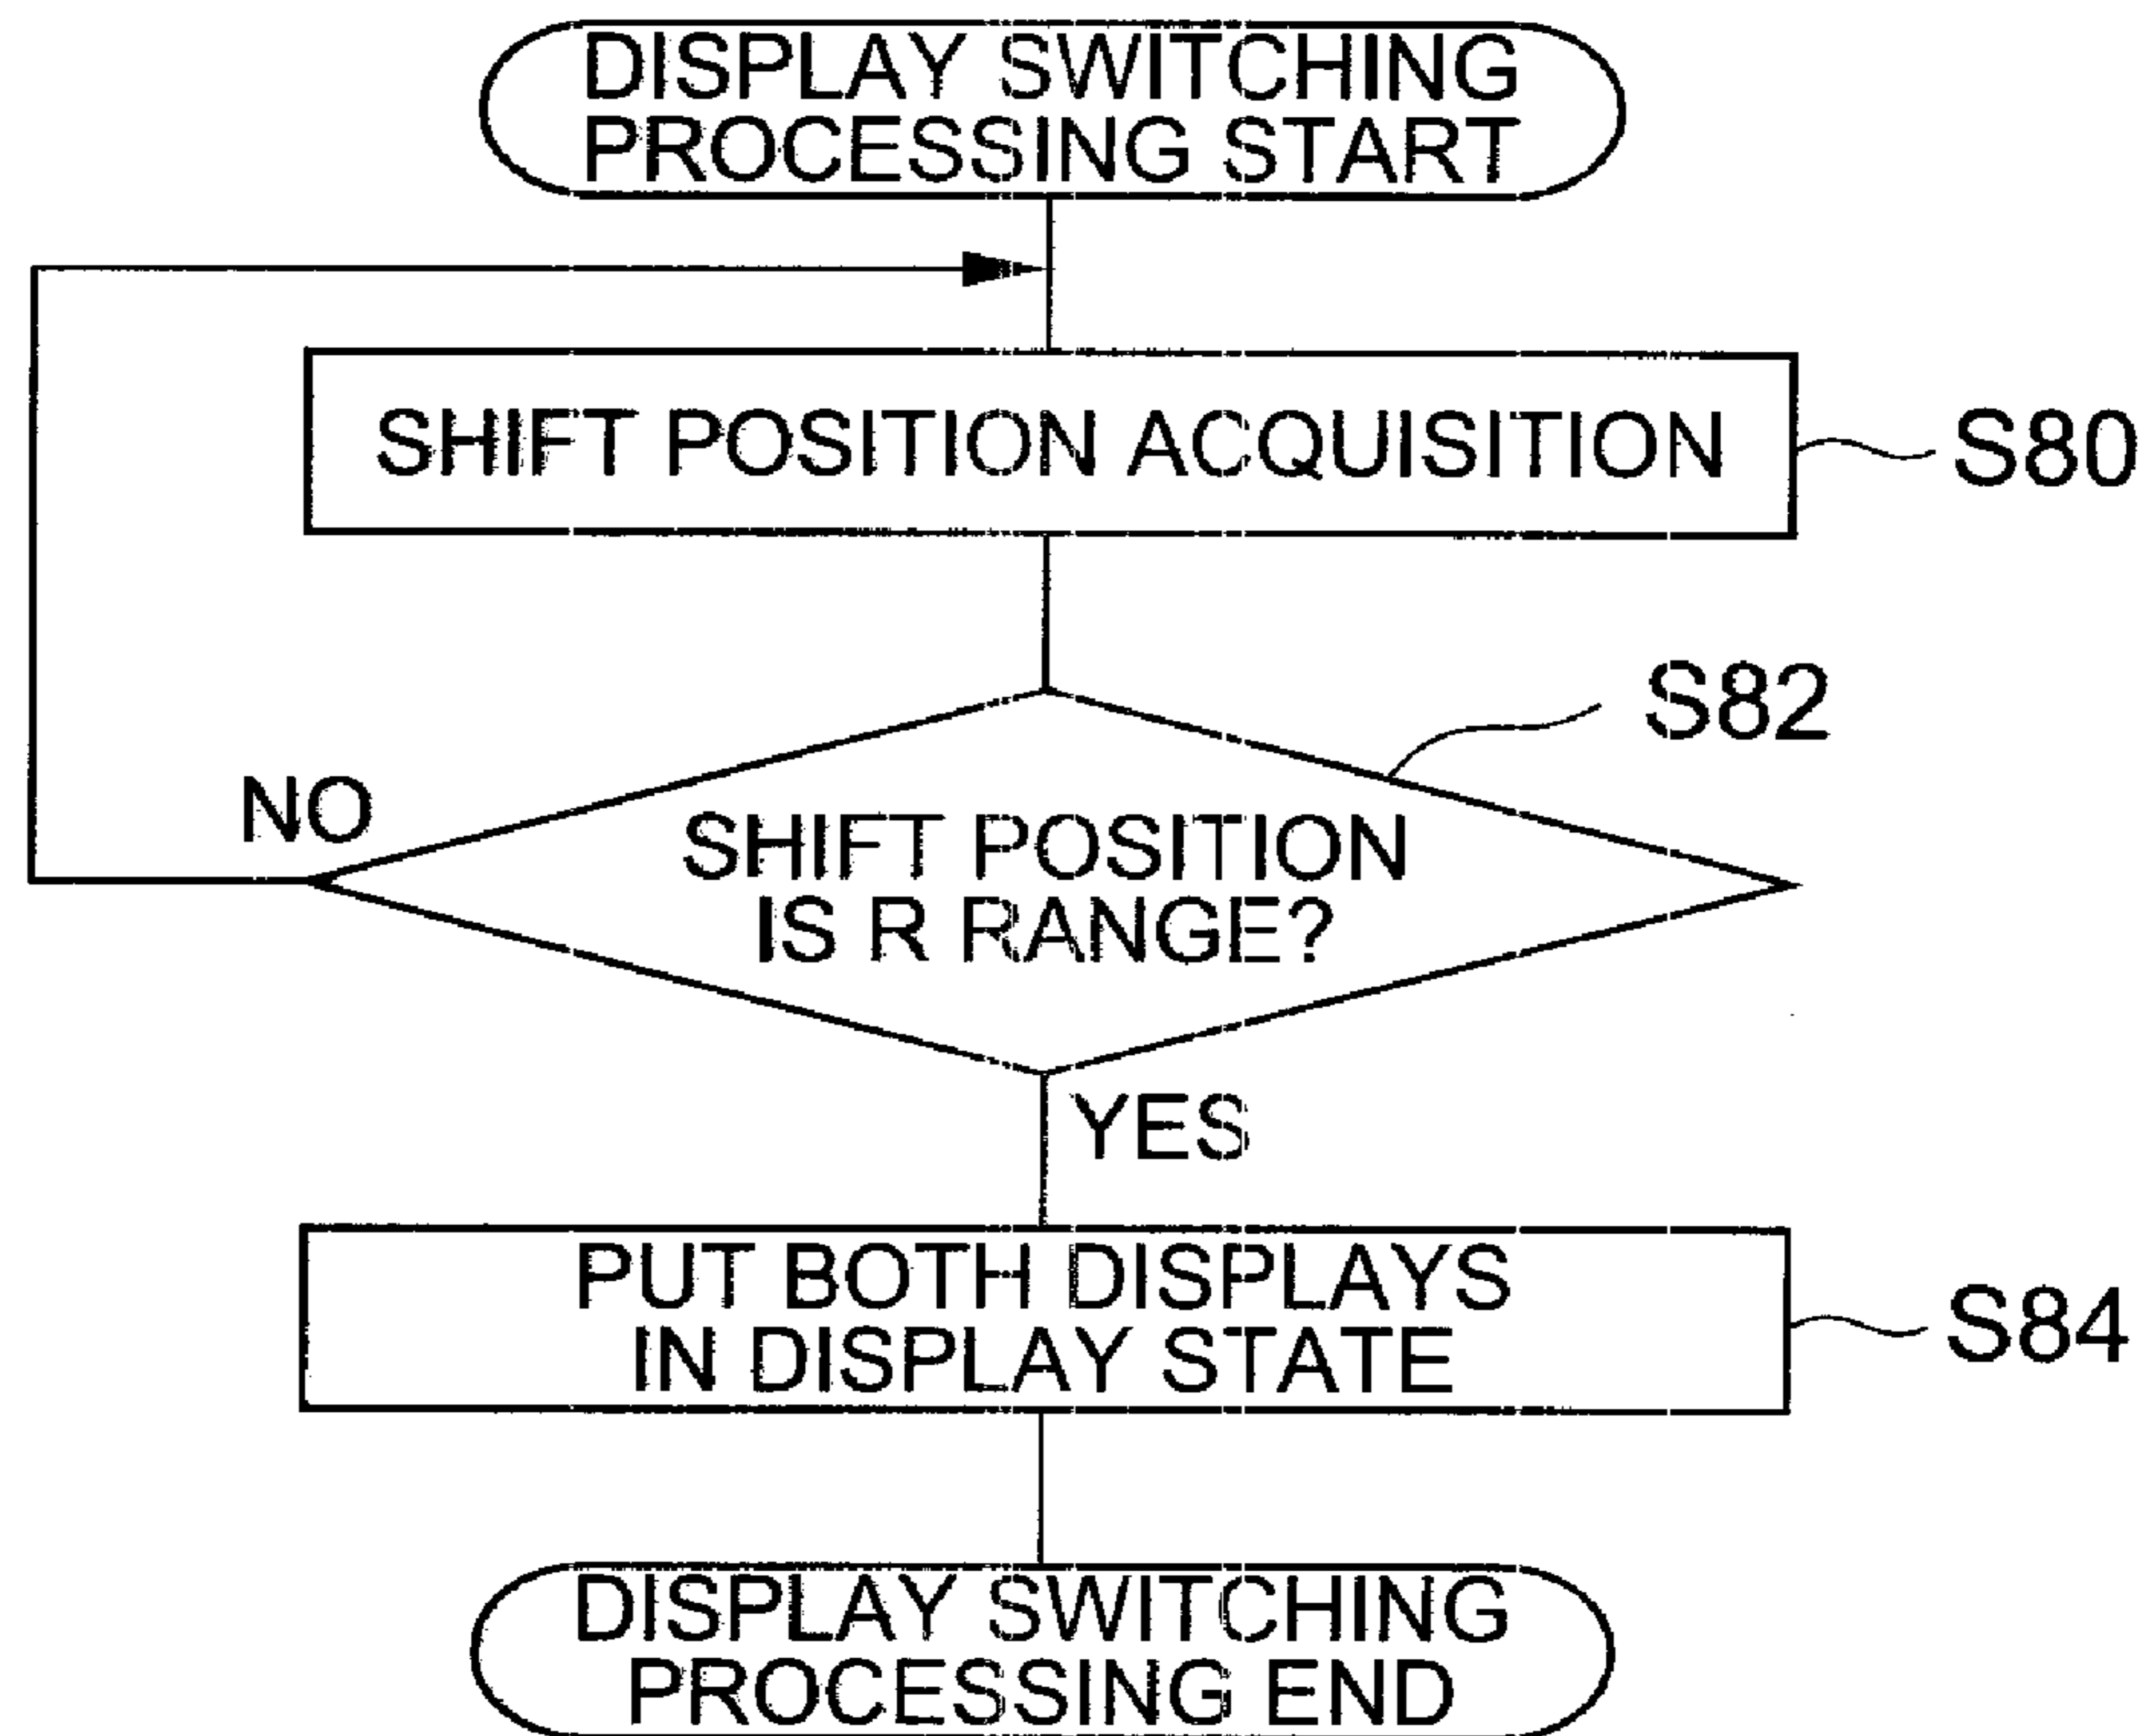 DISPLAY SWITCHING
PROCESSING START
SHIFT POSITION ACQUISITION
S80
S82
NO
SHIFT POSITION
IS R RANGE?
YES
PUT BOTH DISPLAYS
IN DISPLAY STATE
S84
DISPLAY SWITCHING
PROCESSING END